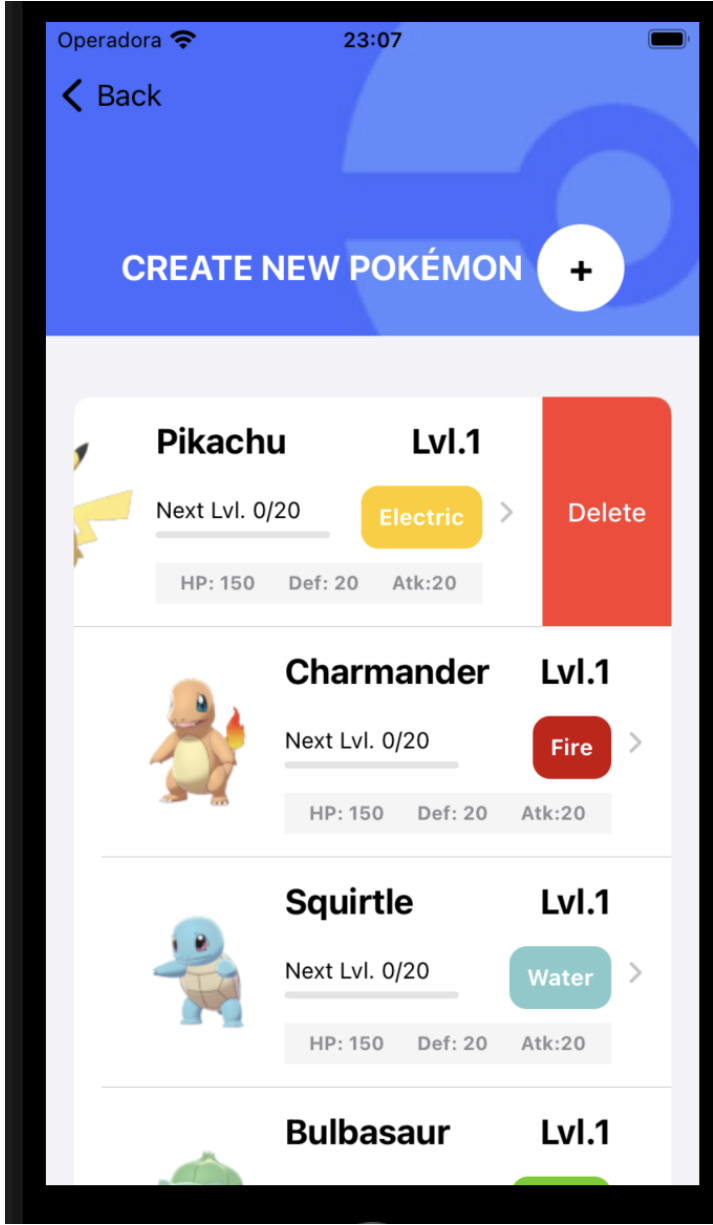 Operadora 23:07
Back
CREATE NEW POKÉMON +
Pikachu Lvl.1
Next Lvl. 0/20 Electric Delete
HP: 150 Def: 20 Atk:20
Charmander Lvl.1
Next Lvl. 0/20 Fire
HP: 150 Def: 20 Atk:20
Squirtle Lvl.1
Next Lvl. 0/20 Water
HP: 150 Def: 20 Atk:20
Bulbasaur Lvl.1